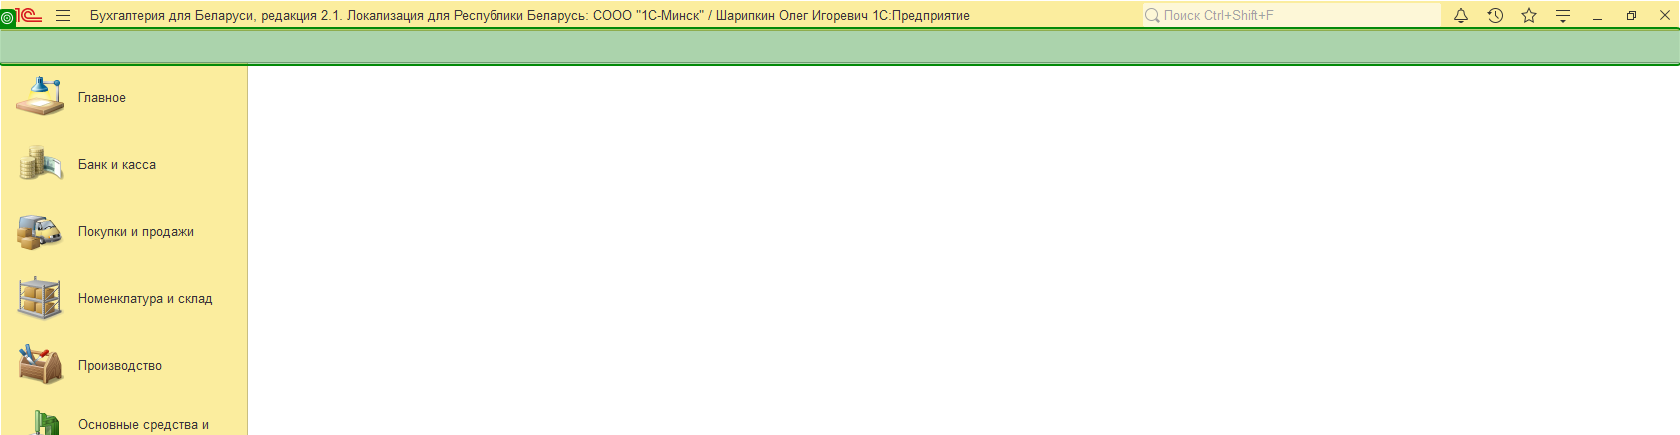 1С Бухгалтерия для Беларуси, редакция 2.1. Локализация для Республики Беларусь: СООО "1С-Минск" / Шарипкин Олег Игоревич 1С:Предприятие Поиск Ctrl+Shift+F
Главное
Банк и касса
Покупки и продажи
Номенклатура и склад
Производство
Основные средства и